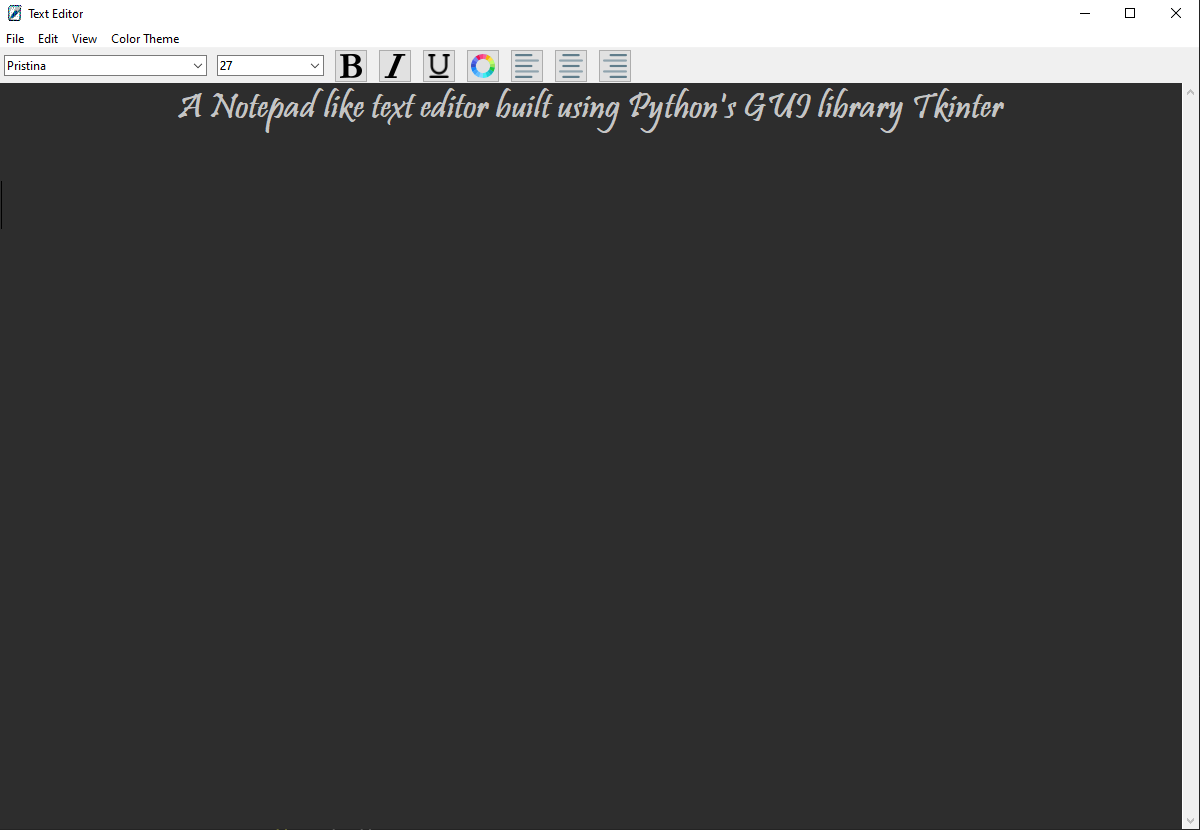 Text Editor
File Edit View Color Theme
Pristina 27 B I U
A Notepad like text editor built using Python's GUI library Tkinter